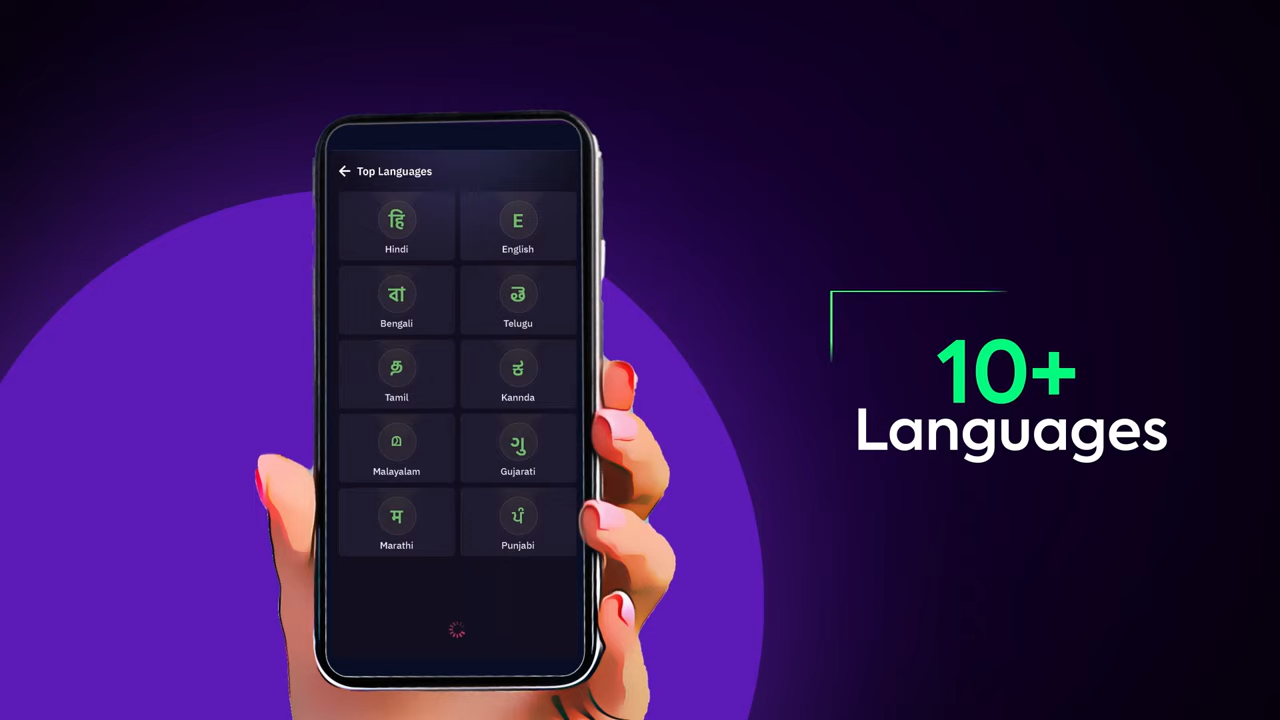 Top Languages
हि
E
Hindi
English
বা
తె
Bengali
Telugu
த
ಕ
Tamil
Kannda
മ
ગુ
Malayalam
Gujarati
म
ਪੰ
Marathi
Punjabi
10+
Languages